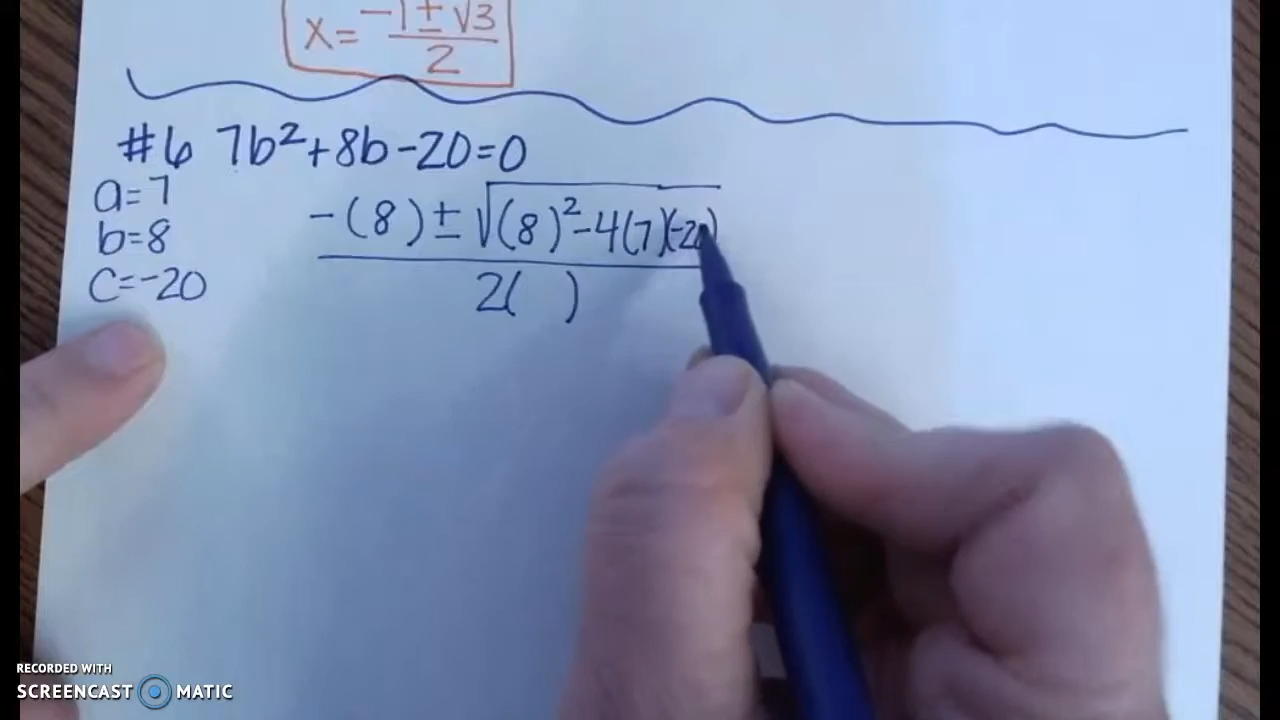 x= -1 ± √3
2
#6 7b²+8b-20=0
a=7
-(8) ± √(8)²-4(7)(-20)
b=8
2( )
c=-20
RECORDED WITH
SCREENCAST MATIC